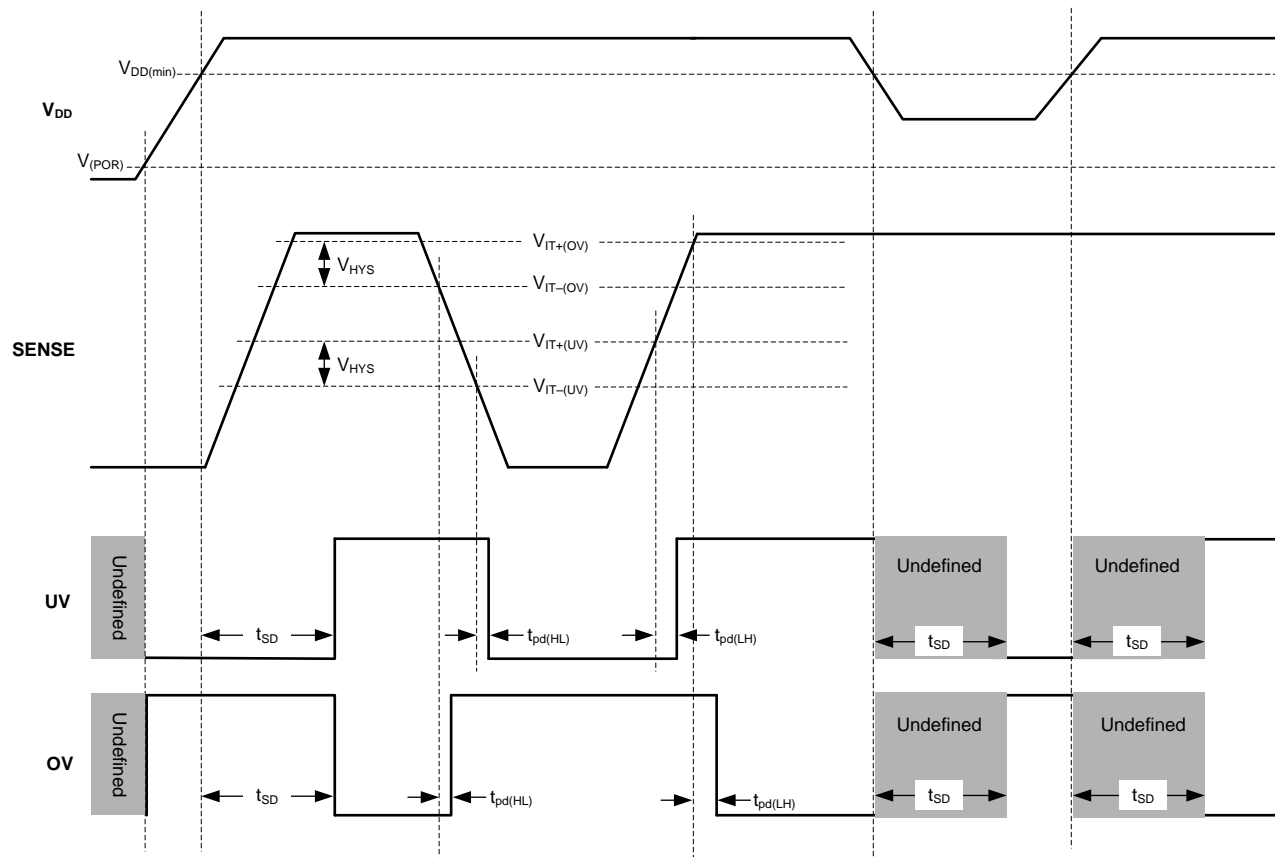 VDD(min)
VDD
V(POR)
VIT+(OV)
VHYS
VIT–(OV)
SENSE
VIT+(UV)
VHYS
VIT–(UV)
UV
Undefined
Undefined
Undefined
tSD
tpd(HL)
tpd(LH)
tSD
tSD
OV
Undefined
Undefined
Undefined
tSD
tpd(HL)
tpd(LH)
tSD
tSD